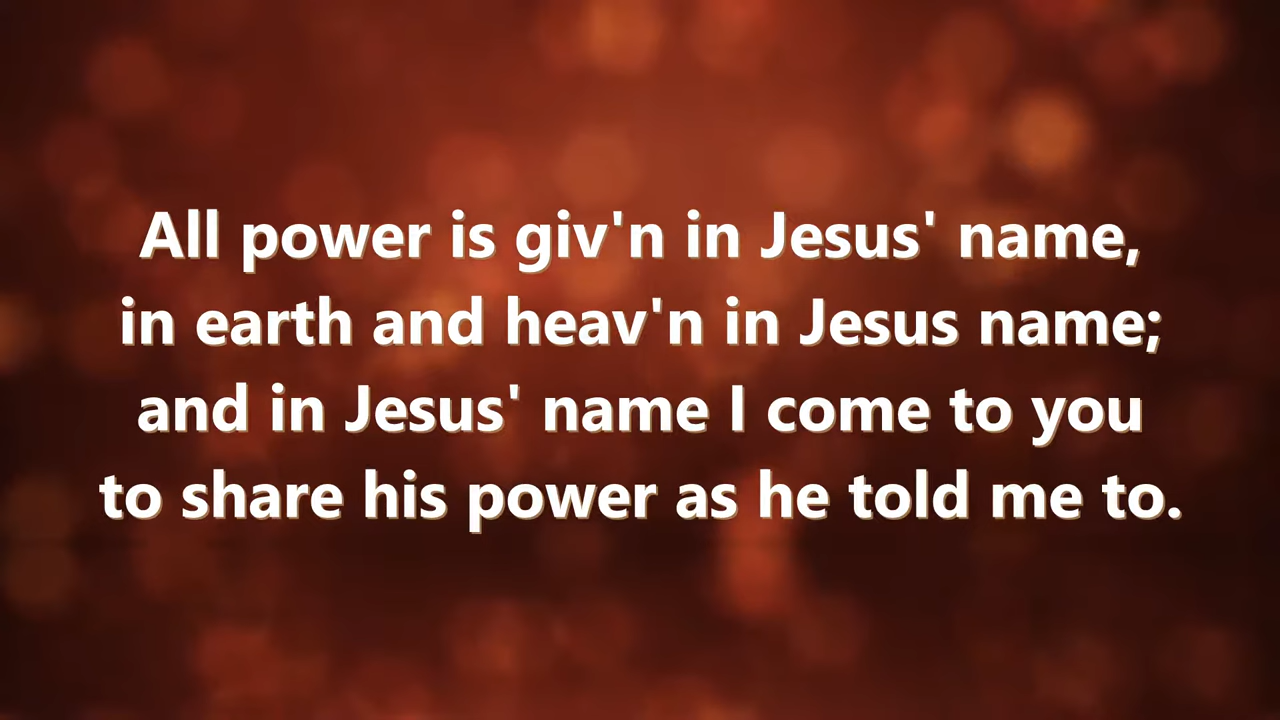 All power is giv'n in Jesus' name,
in earth and heav'n in Jesus name;
and in Jesus' name I come to you
to share his power as he told me to.